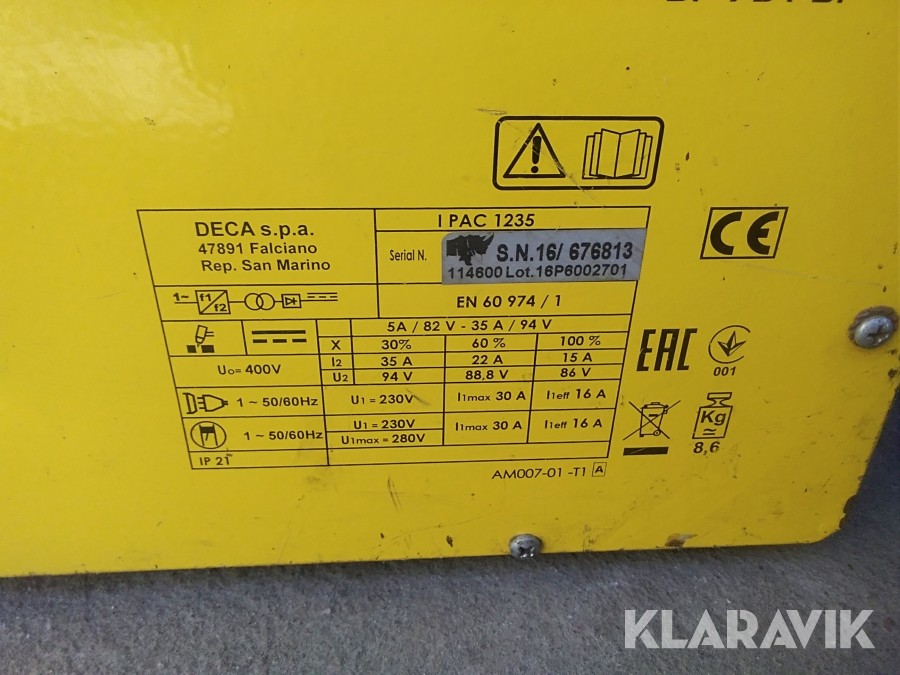 DECA s.p.a.
47891 Falciano
Rep. San Marino
I PAC 1235
Serial N.
S.N.16/ 676813
114600 Lot.16P6002701
1~ f1 f2
EN 60 974 / 1
5A / 82 V - 35 A / 94 V
X 30% 60 % 100 %
I2 35 A 22 A 15 A
U2 94 V 88,8 V 86 V
Uo= 400V
1 ~ 50/60Hz U1 = 230V I1max 30 A I1eff 16 A
1 ~ 50/60Hz U1 = 230V I1max 30 A I1eff 16 A
U1max = 280V
IP 21
AM007-01 -T1 A
CE
EAC
001
Kg
8,6
KLARAVIK